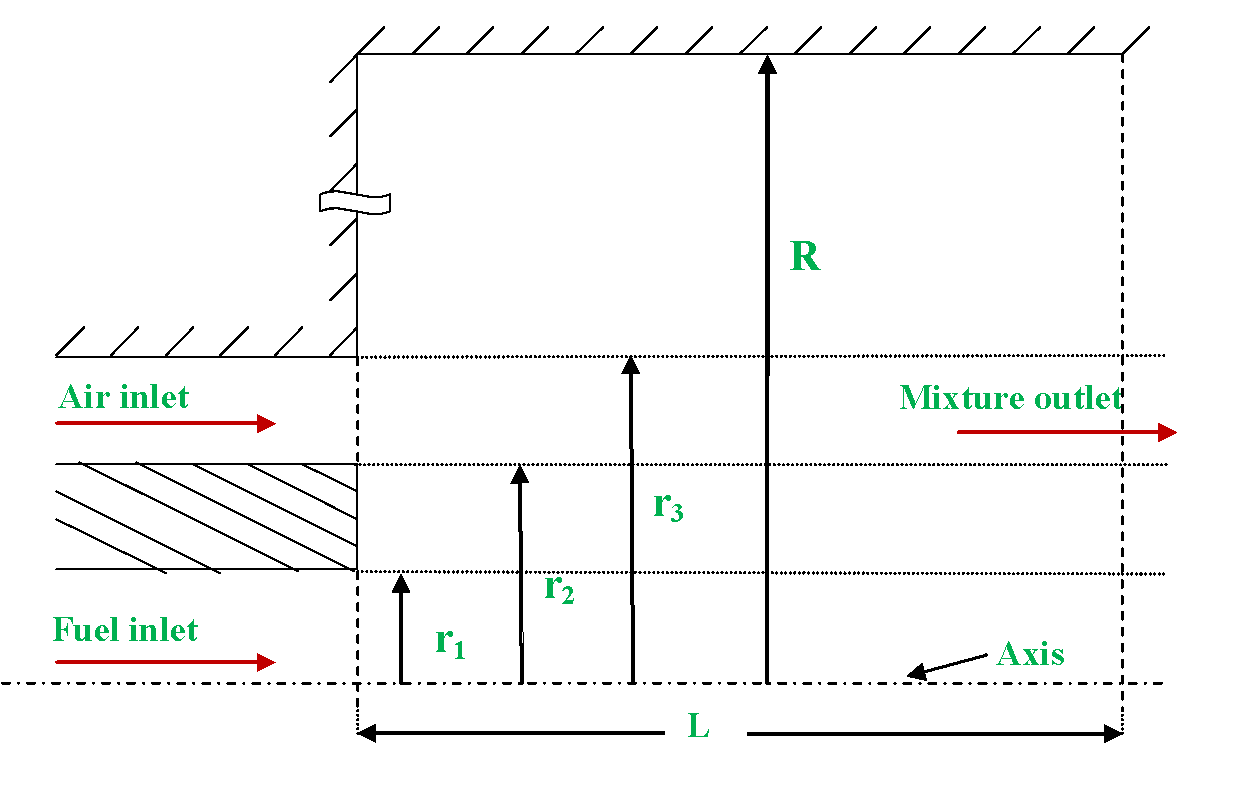 R
Air inlet
Mixture outlet
r3
r2
Fuel inlet
r1
Axis
L